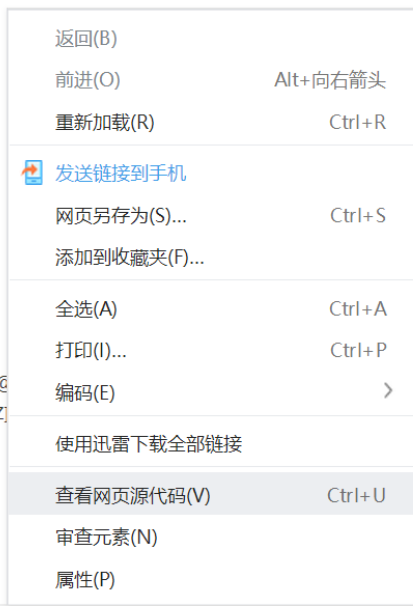 返回(B)
前进(O) Alt+向右箭头
重新加载(R) Ctrl+R
发送链接到手机
网页另存为(S)... Ctrl+S
添加到收藏夹(F)...
全选(A) Ctrl+A
打印(I)... Ctrl+P
编码(E)
使用迅雷下载全部链接
查看网页源代码(V) Ctrl+U
审查元素(N)
属性(P)